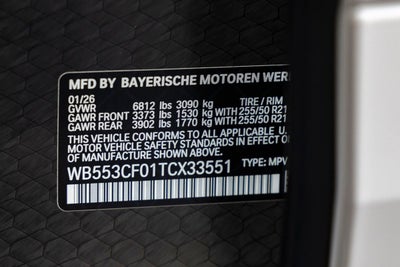 MFD BY BAYERISCHE MOTOREN WER
01/26
GVWR 6812 lbs 3090 kg TIRE / RIM
GAWR FRONT 3373 lbs 1530 kg WITH 255/50 R21
GAWR REAR 3902 lbs 1770 kg WITH 255/50 R21
THIS VEHICLE CONFORMS TO ALL APPLICABLE U.
MOTOR VEHICLE SAFETY STANDARDS IN EFFECT
OF MANUFACTURE SHOWN ABOVE.
WB553CF01TCX33551 TYPE: MPV